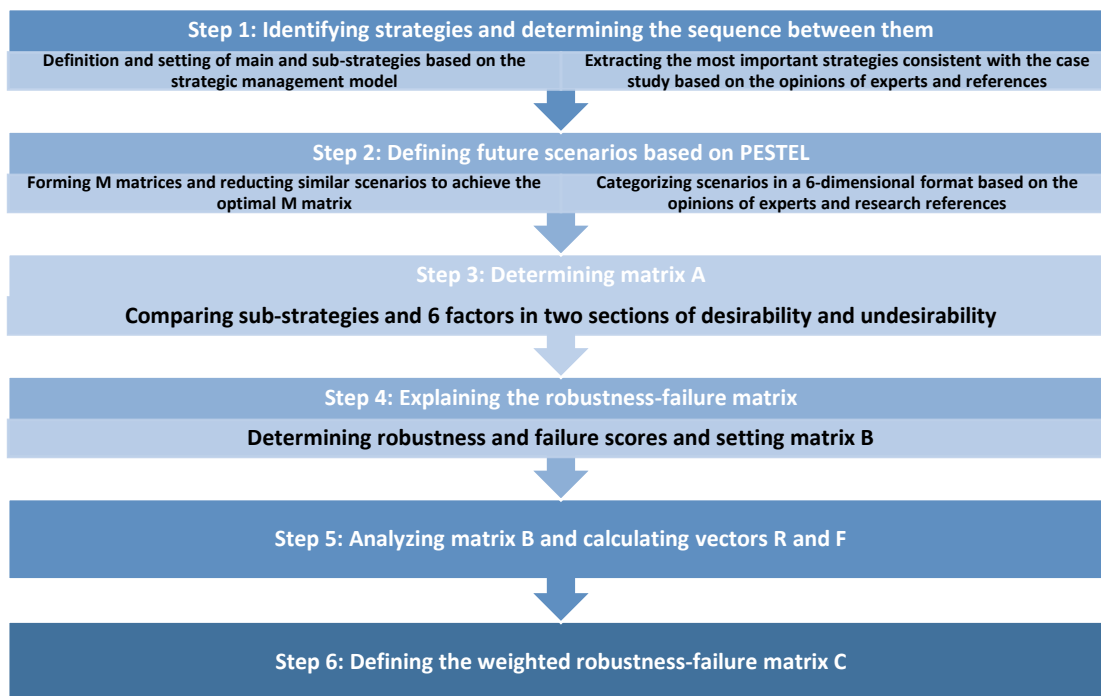 Step 1: Identifying strategies and determining the sequence between them
Definition and setting of main and sub-strategies based on the
strategic management model
Extracting the most important strategies consistent with the case
study based on the opinions of experts and references
Step 2: Defining future scenarios based on PESTEL
Forming M matrices and reducting similar scenarios to achieve the
optimal M matrix
Categorizing scenarios in a 6-dimensional format based on the
opinions of experts and research references
Step 3: Determining matrix A
Comparing sub-strategies and 6 factors in two sections of desirability and undesirability
Step 4: Explaining the robustness-failure matrix
Determining robustness and failure scores and setting matrix B
Step 5: Analyzing matrix B and calculating vectors R and F
Step 6: Defining the weighted robustness-failure matrix C